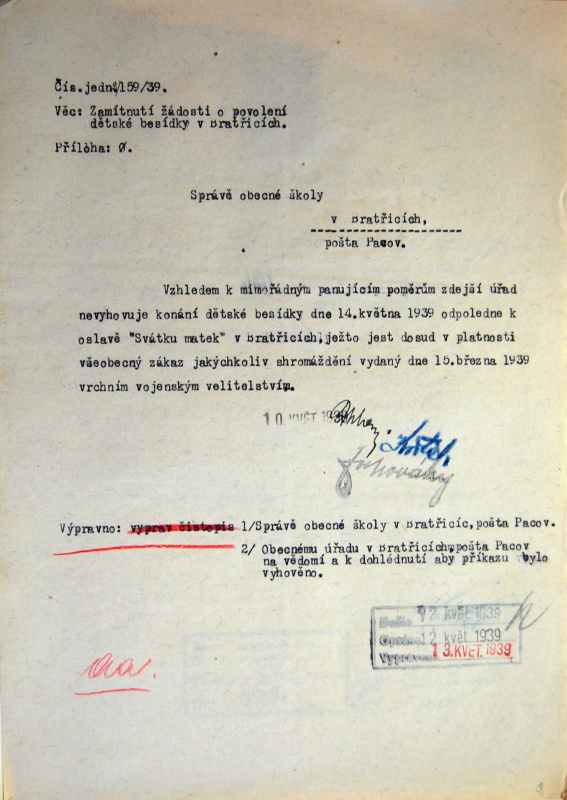 Čís.jedn./159/39.
Věc: Zamítnutí žádosti o povolení
dětské besídky v Bratřicích.
Příloha: Ø.
Správě obecné školy
v Bratřicích,
pošta Pacov.
Vzhledem k mimořádným panujícím poměrům zdejší úřad
nevyhovuje konání dětské besídky dne 14.května 1939 odpoledne k
oslavě "Svátku matek" v Bratřicích,ježto jest dosud v platnosti
všeobecný zákaz jakýchkoliv shromáždění vydaný dne 15.března 1939
vrchním vojenským velitelstvím.
10 KVĚT 1939
Výpravno: vyprav čistopis 1/Správě obecné školy v Bratřicíc,pošta Pacov.
2/ Obecnému úřadu v Bratřicích,pošta Pacov
na vědomí a k dohlédnutí aby příkazu bylo
vyhověno.
Došlo 12 KVĚT 1939
Opsáno 12 KVĚT 1939
Vypraveno 13. KVĚT. 1939